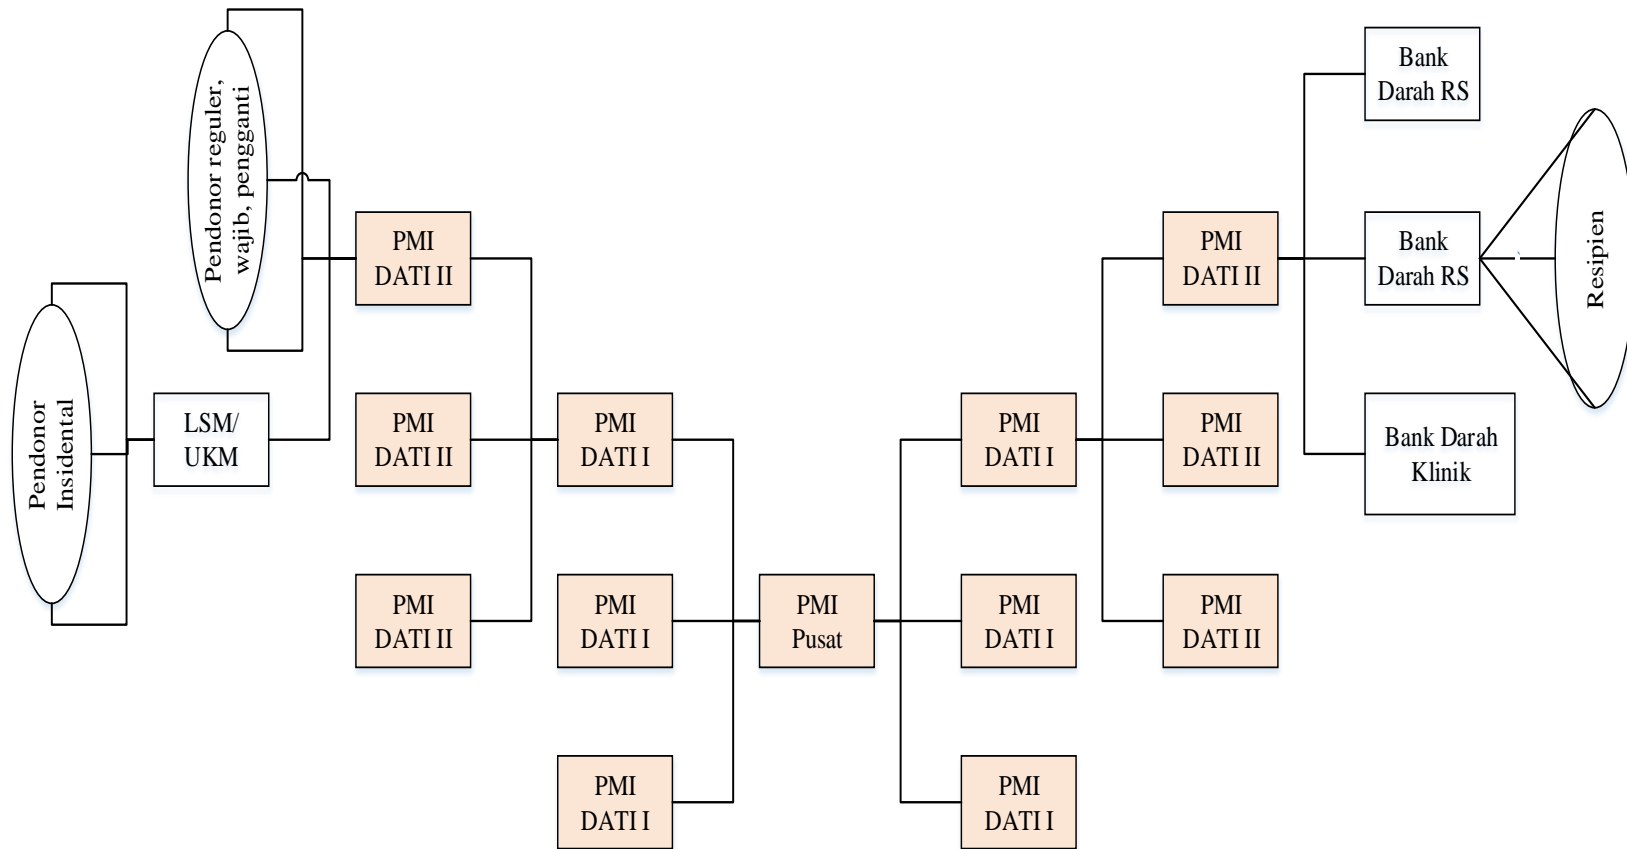 Pendonor
Insidental
LSM/
UKM
Pendonor reguler,
wajib, pengganti
PMI
DATI II
PMI
DATI II
PMI
DATI II
PMI
DATI I
PMI
DATI I
PMI
DATI I
PMI
Pusat
PMI
DATI I
PMI
DATI I
PMI
DATI I
PMI
DATI II
PMI
DATI II
PMI
DATI II
Bank
Darah RS
Bank
Darah RS
Bank Darah
Klinik
Resipien